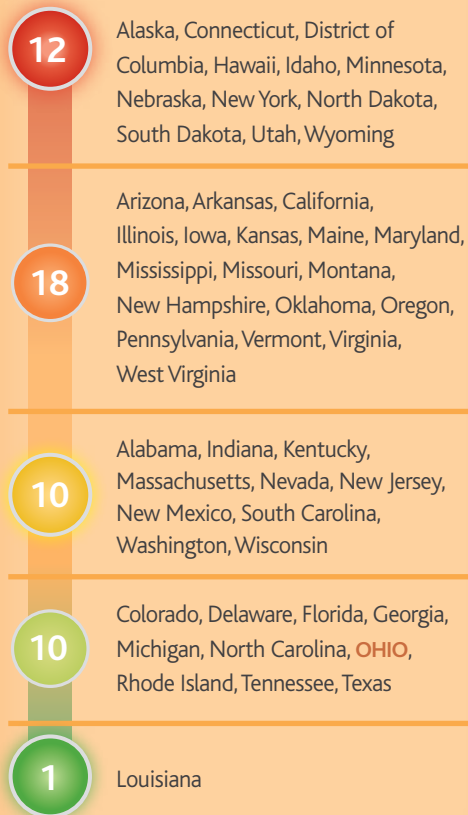 12
Alaska, Connecticut, District of
Columbia, Hawaii, Idaho, Minnesota,
Nebraska, New York, North Dakota,
South Dakota, Utah, Wyoming
18
Arizona, Arkansas, California,
Illinois, Iowa, Kansas, Maine, Maryland,
Mississippi, Missouri, Montana,
New Hampshire, Oklahoma, Oregon,
Pennsylvania, Vermont, Virginia,
West Virginia
10
Alabama, Indiana, Kentucky,
Massachusetts, Nevada, New Jersey,
New Mexico, South Carolina,
Washington, Wisconsin
10
Colorado, Delaware, Florida, Georgia,
Michigan, North Carolina, OHIO,
Rhode Island, Tennessee, Texas
1
Louisiana